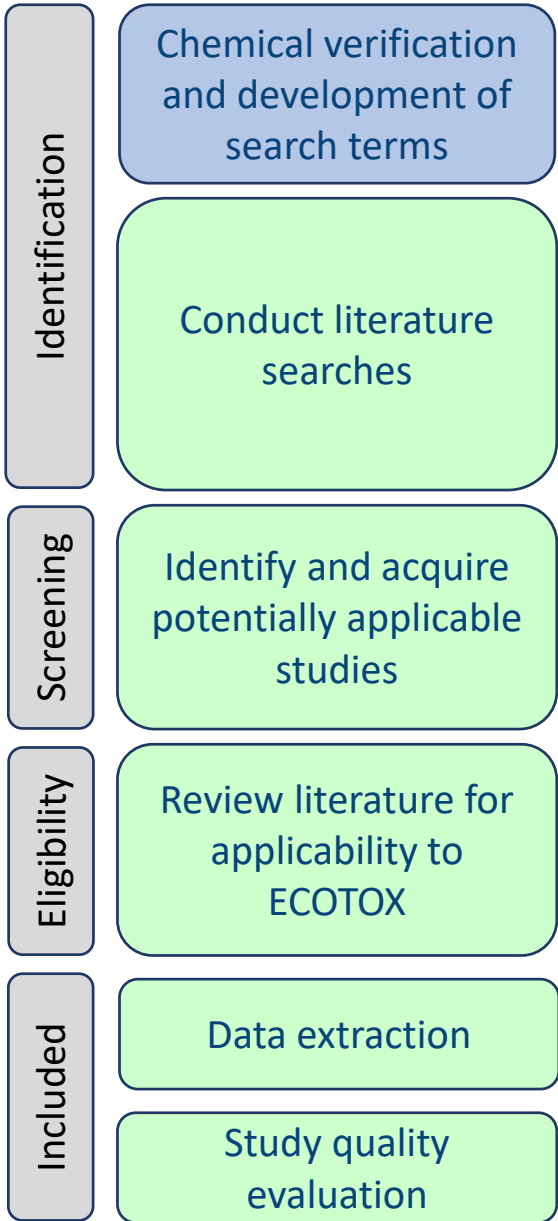 Identification
Chemical verification
and development of
search terms
Conduct literature
searches
Screening
Identify and acquire
potentially applicable
studies
Eligibility
Review literature for
applicability to
ECOTOX
Included
Data extraction
Study quality
evaluation